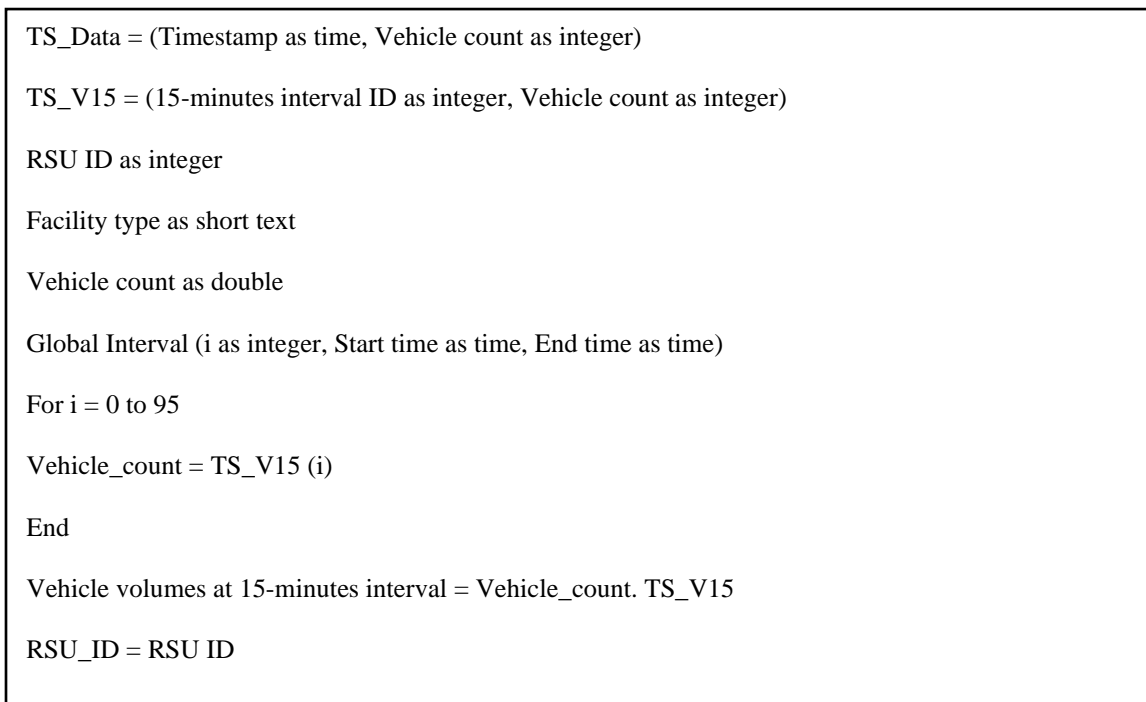 TS_Data = (Timestamp as time, Vehicle count as integer)
TS_V15 = (15-minutes interval ID as integer, Vehicle count as integer)
RSU ID as integer
Facility type as short text
Vehicle count as double
Global Interval (i as integer, Start time as time, End time as time)
For i = 0 to 95
Vehicle_count = TS_V15 (i)
End
Vehicle volumes at 15-minutes interval = Vehicle_count. TS_V15
RSU_ID = RSU ID